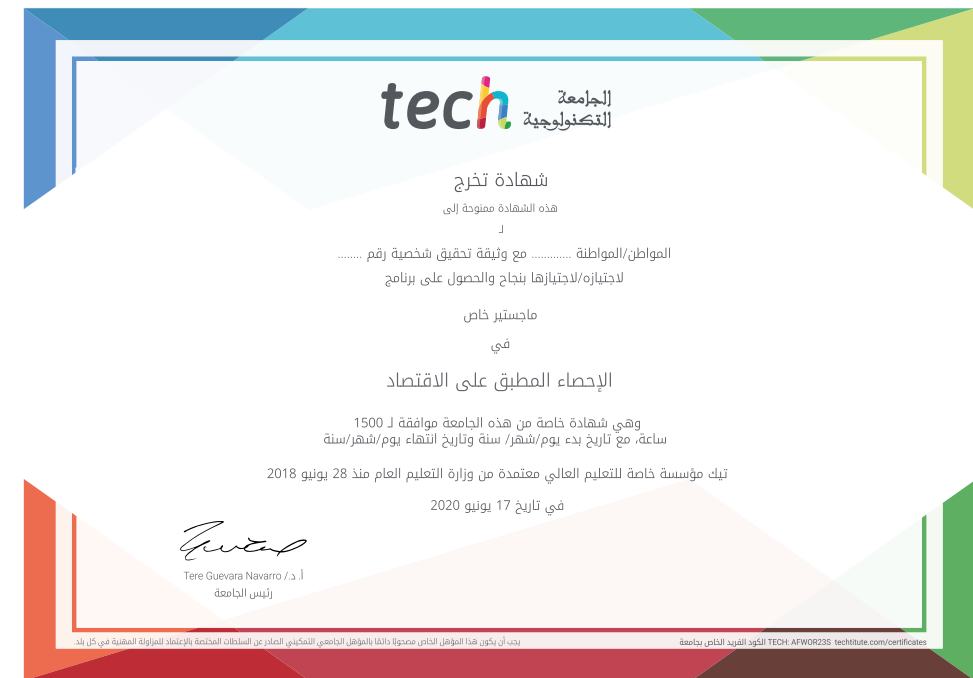 tech الجامعة
التكنولوجية
شهادة تخرج
هذه الشهادة ممنوحة إلى
لـ
المواطن/المواطنة ............ مع وثيقة تحقيق شخصية رقم ........
لاجتيازه/لاجتيازها بنجاح والحصول على برنامج
ماجستير خاص
في
الإحصاء المطبق على الاقتصاد
وهي شهادة خاصة من هذه الجامعة موافقة لـ 1500
ساعة، مع تاريخ بدء يوم/شهر/ سنة وتاريخ انتهاء يوم/شهر/سنة
تيك مؤسسة خاصة للتعليم العالي معتمدة من وزارة التعليم العام منذ 28 يونيو 2018
في تاريخ 17 يونيو 2020
أ. د./ Tere Guevara Navarro
رئيس الجامعة
يجب أن يكون هذا المؤهل الخاص مصحوبًا دائمًا بالمؤهل الجامعي التمكيني الصادر عن السلطات المختصة بالإعتماد للمزاولة المهنية في كل بلد.
الكود الفريد الخاص بجامعة TECH: AFWOR23S techtitute.com/certificates